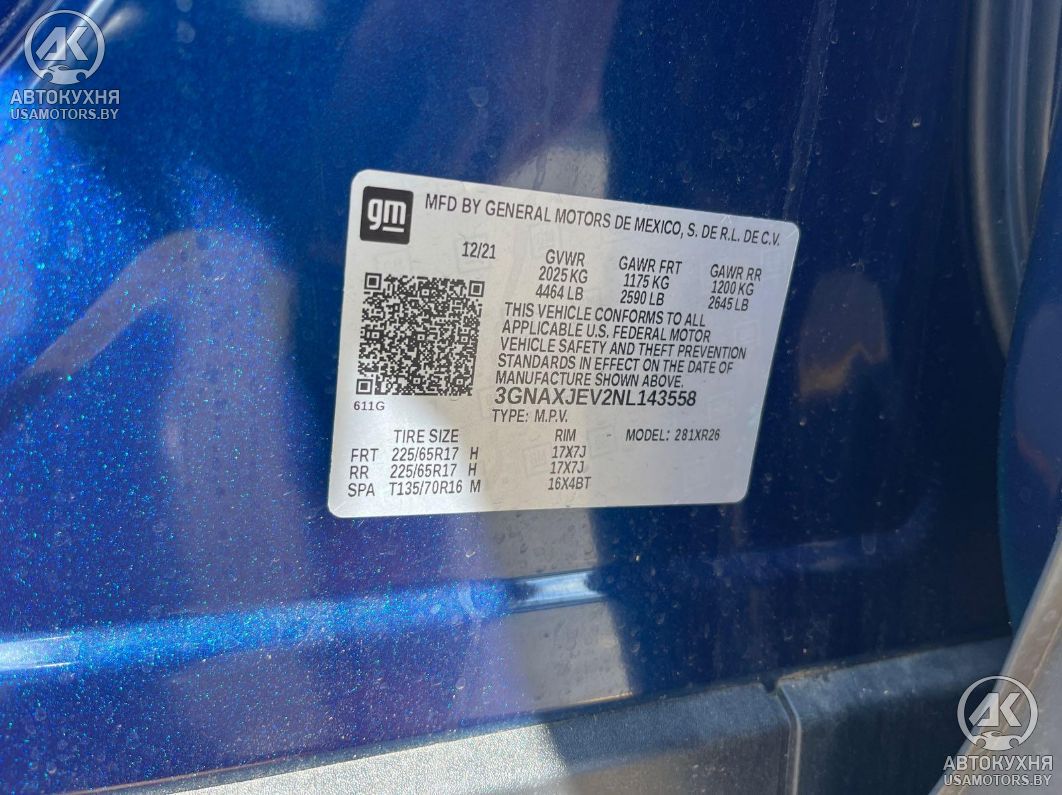 АК
АВТОКУХНЯ
USAMOTORS.BY
gm
MFD BY GENERAL MOTORS DE MEXICO, S. DE R.L. DE C.V.
12/21
GVWR GAWR FRT GAWR RR
2025 KG 1175 KG 1200 KG
4464 LB 2590 LB 2645 LB
THIS VEHICLE CONFORMS TO ALL
APPLICABLE U.S. FEDERAL MOTOR
VEHICLE SAFETY AND THEFT PREVENTION
STANDARDS IN EFFECT ON THE DATE OF
MANUFACTURE SHOWN ABOVE.
611G
3GNAXJEV2NL143558
TYPE: M.P.V.
TIRE SIZE RIM MODEL: 281XR26
FRT 225/65R17 H 17X7J
RR 225/65R17 H 17X7J
SPA T135/70R16 M 16X4BT
АК
АВТОКУХНЯ
USAMOTORS.BY